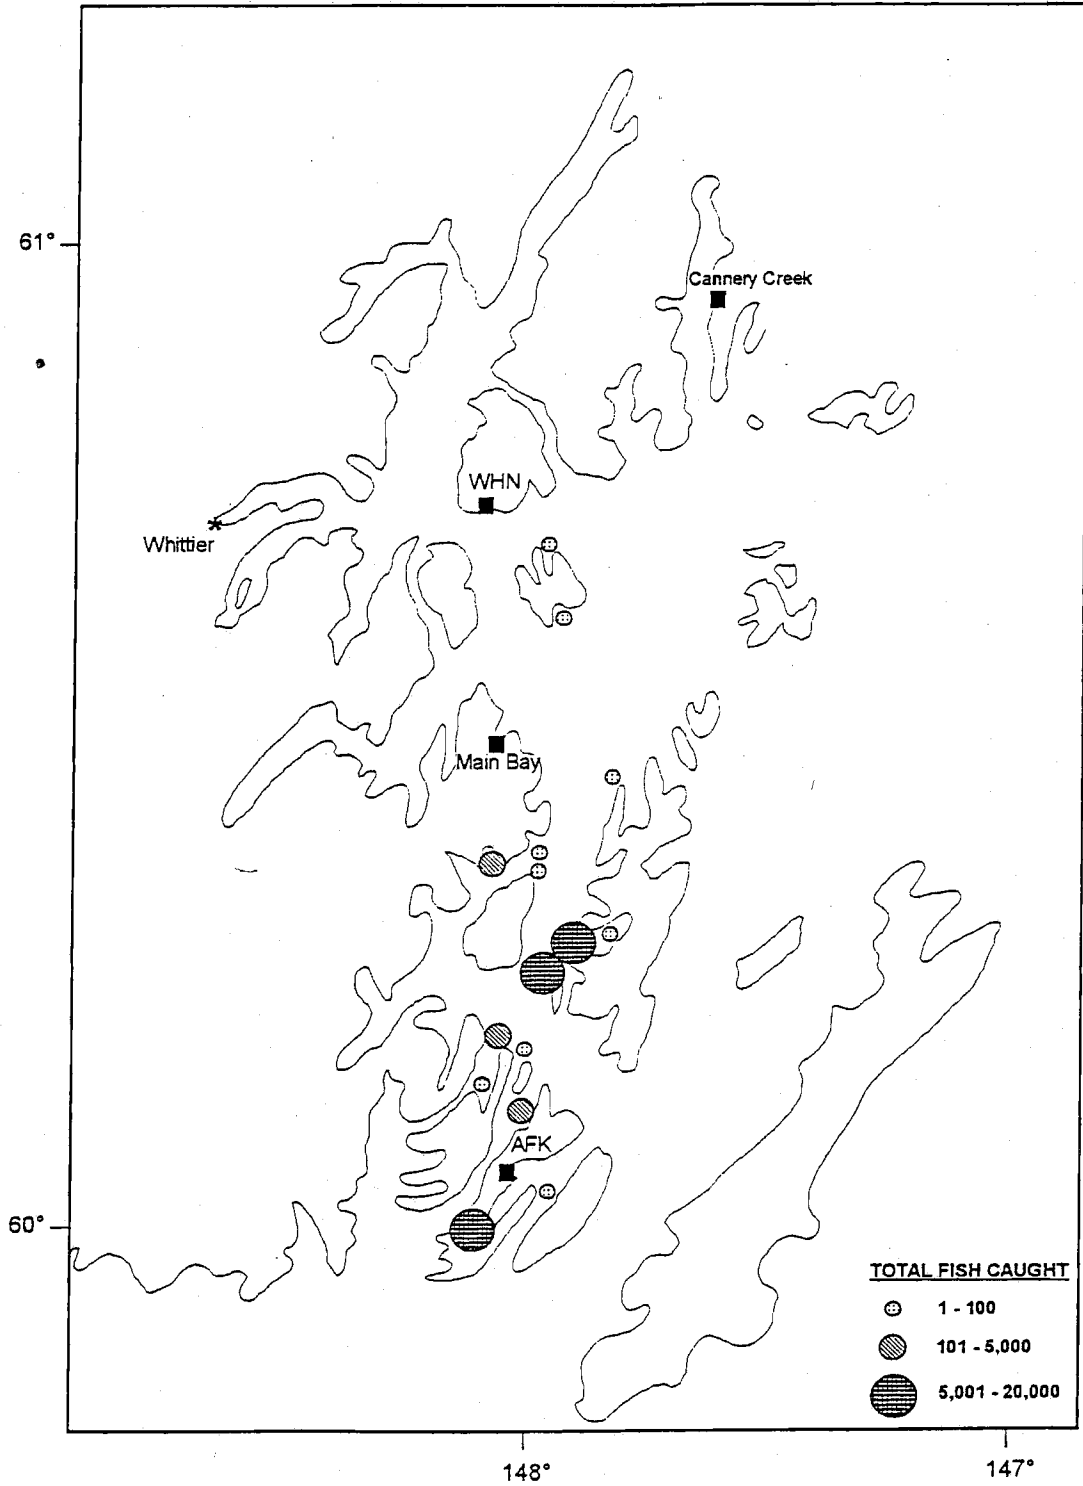 61°
Cannery Creek
WHN
Whittier
Main Bay
AFK
60°
TOTAL FISH CAUGHT
1 - 100
101 - 5,000
5,001 - 20,000
148°
147°